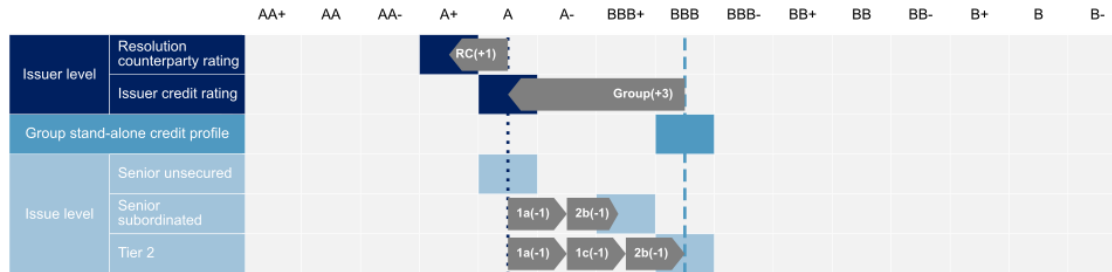 AA+ AA AA- A+ A A- BBB+ BBB BBB- BB+ BB BB- B+ B B-
Issuer level
Resolution
counterparty rating
RC(+1)
Issuer credit rating
Group(+3)
Group stand-alone credit profile
Issue level
Senior unsecured
Senior
subordinated
1a(-1) 2b(-1)
Tier 2
1a(-1) 1c(-1) 2b(-1)